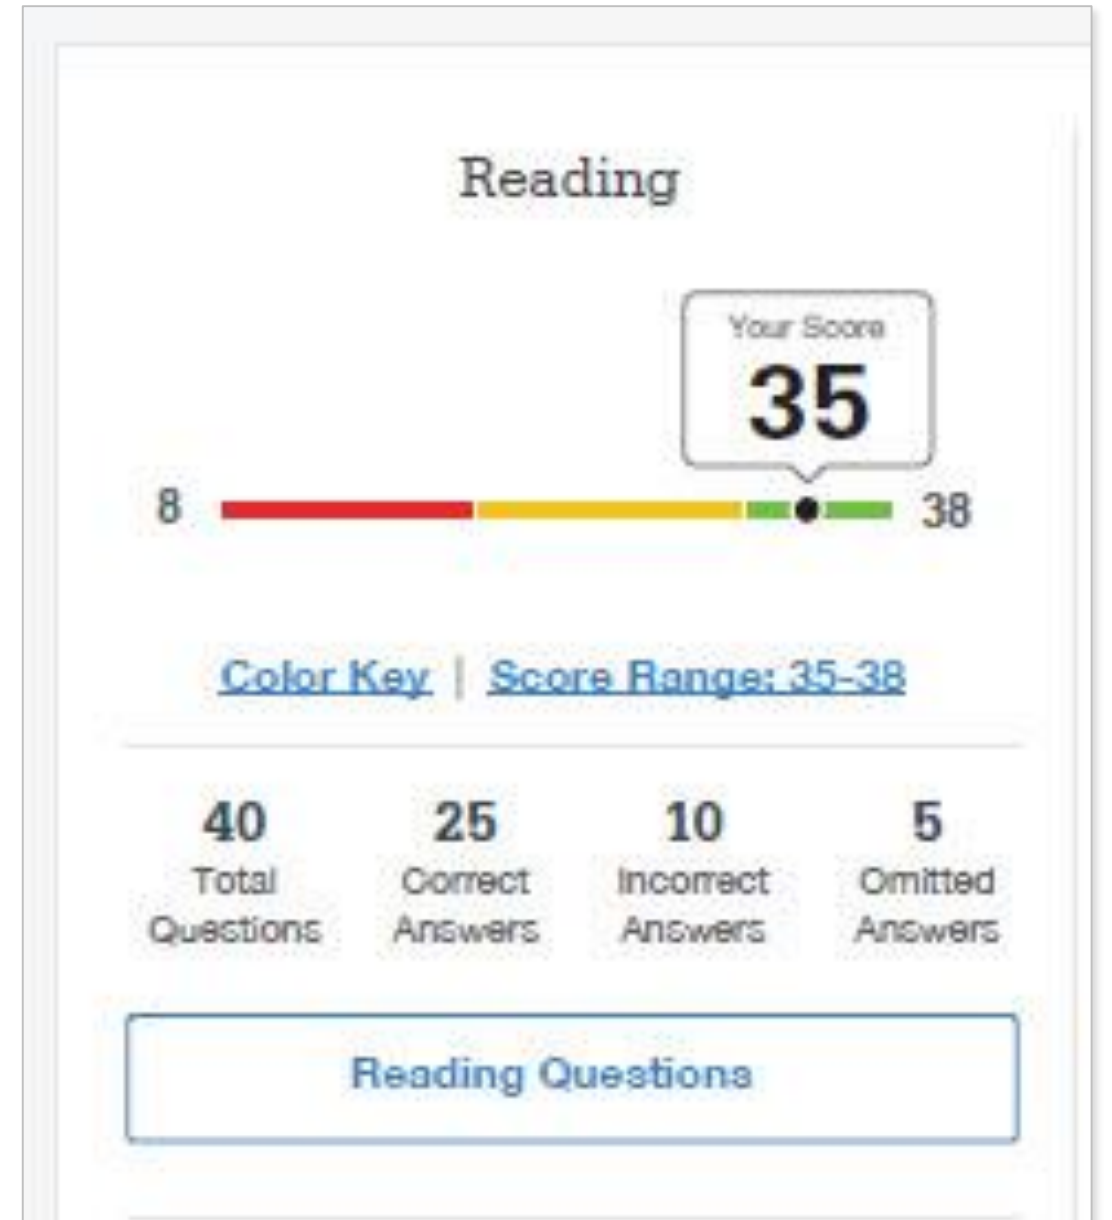 Reading
Your Score
35
8
38
Color Key | Score Range: 35-38
40 25 10 5
Total Correct Incorrect Omitted
Questions Answers Answers Answers
Reading Questions